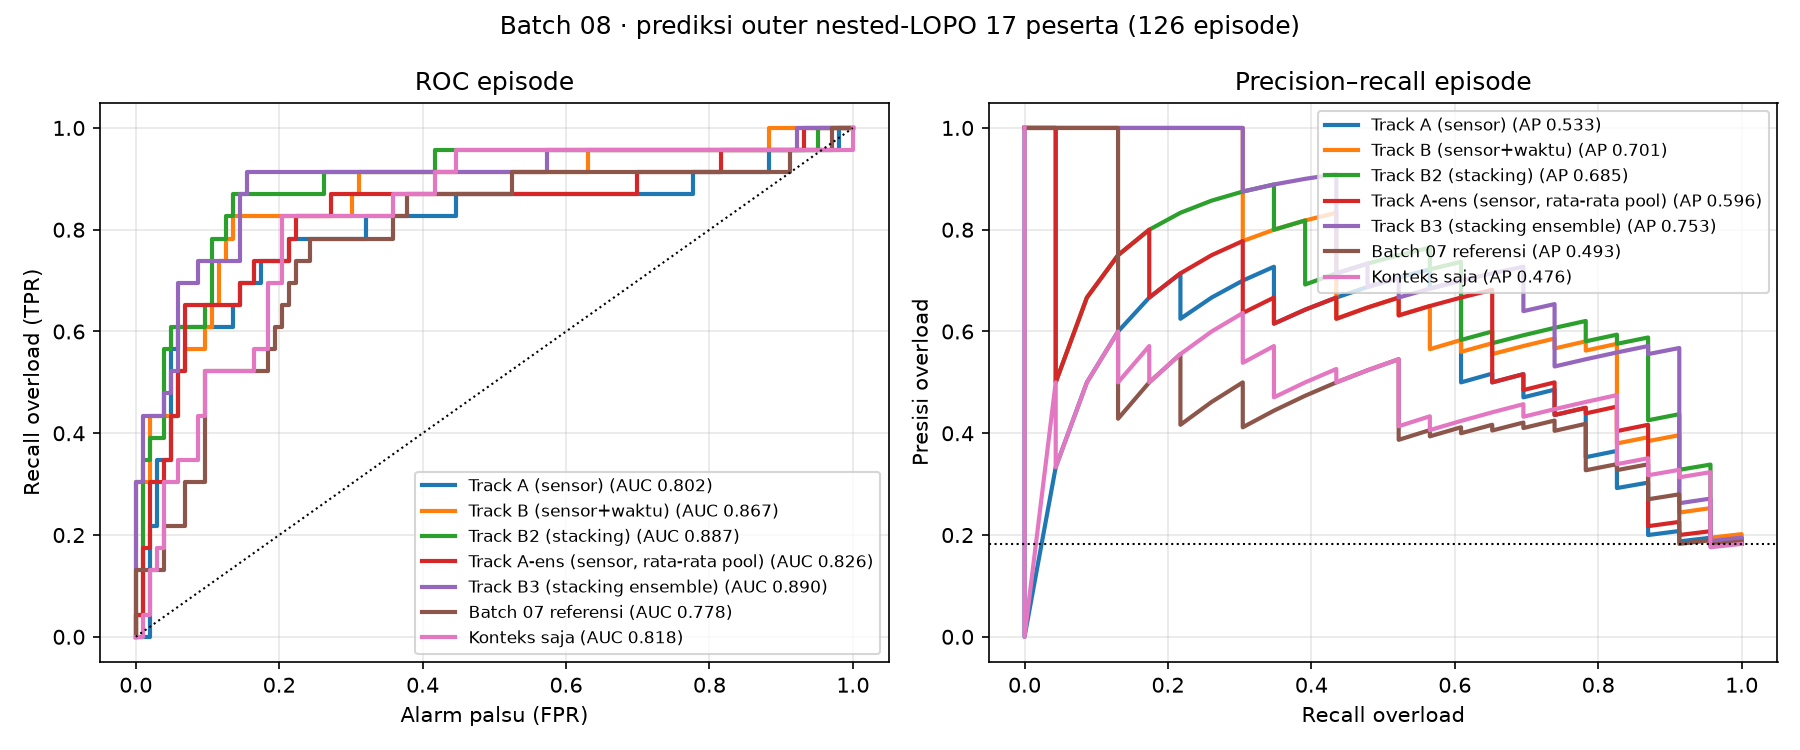 Batch 08 · prediksi outer nested-LOPO 17 peserta (126 episode)
ROC episode
Recall overload (TPR)
1.0
0.8
0.6
0.4
0.2
0.0
Track A (sensor) (AUC 0.802)
Track B (sensor+waktu) (AUC 0.867)
Track B2 (stacking) (AUC 0.887)
Track A-ens (sensor, rata-rata pool) (AUC 0.826)
Track B3 (stacking ensemble) (AUC 0.890)
Batch 07 referensi (AUC 0.778)
Konteks saja (AUC 0.818)
0.0 0.2 0.4 0.6 0.8 1.0
Alarm palsu (FPR)
Precision–recall episode
Presisi overload
1.0
0.8
0.6
0.4
0.2
0.0
Track A (sensor) (AP 0.533)
Track B (sensor+waktu) (AP 0.701)
Track B2 (stacking) (AP 0.685)
Track A-ens (sensor, rata-rata pool) (AP 0.596)
Track B3 (stacking ensemble) (AP 0.753)
Batch 07 referensi (AP 0.493)
Konteks saja (AP 0.476)
0.0 0.2 0.4 0.6 0.8 1.0
Recall overload